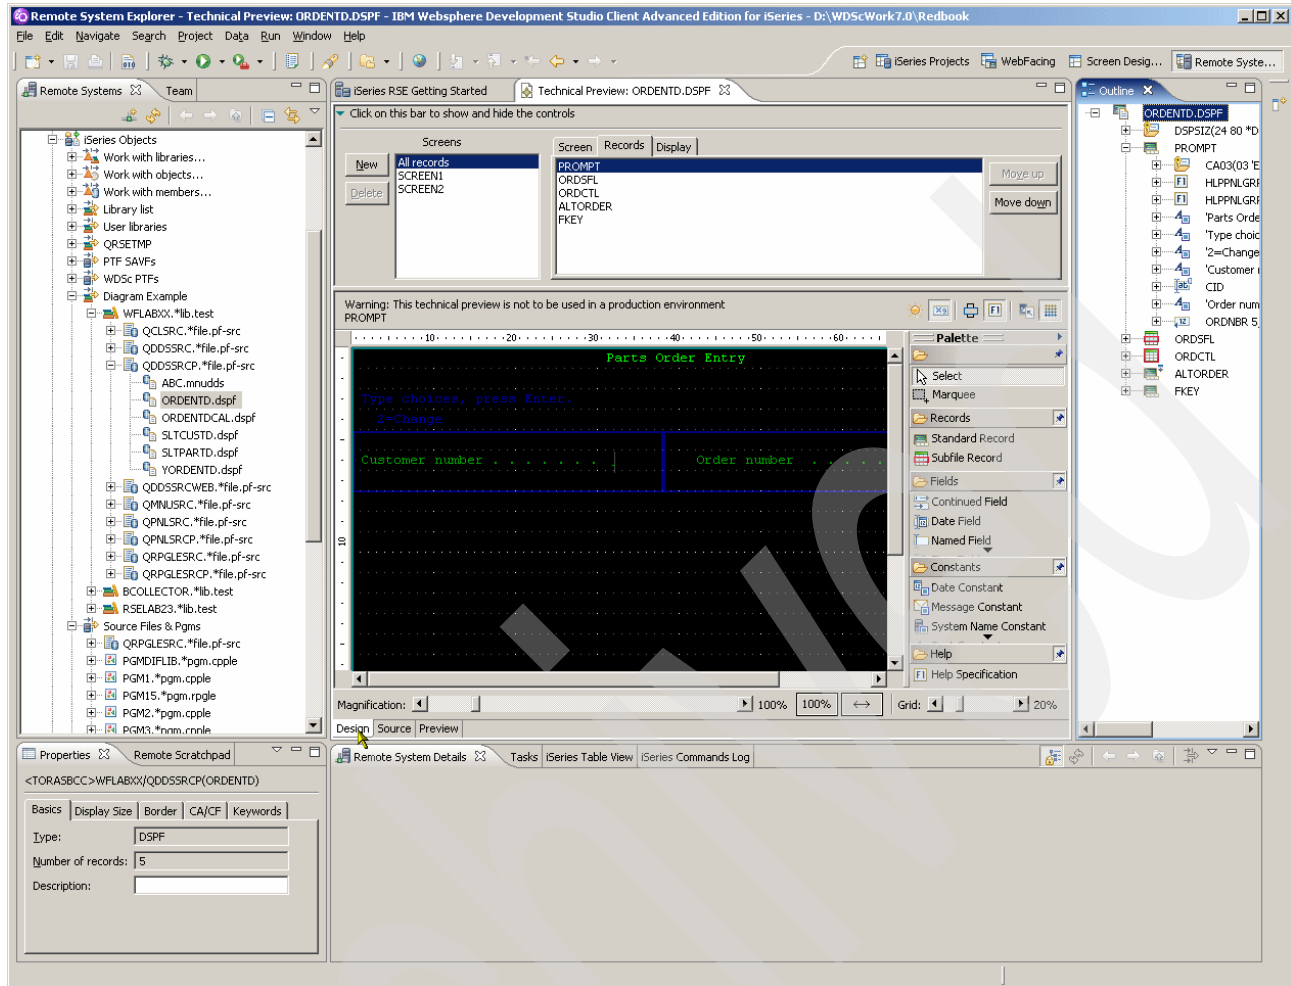 Remote System Explorer - Technical Preview: ORDENTD.DSPF - IBM Websphere Development Studio Client Advanced Edition for iSeries - D:\WDScWork7.0\Redbook
File Edit Navigate Search Project Data Run Window Help
iSeries Projects WebFacing Screen Desig... Remote Syste...
Remote Systems Team
iSeries Objects
Work with libraries...
Work with objects...
Work with members...
Library list
User libraries
QRSETMP
PTF SAVFs
WDSc PTFs
Diagram Example
WFLABXX.*lib.test
QCLSRC.*file.pf-src
QDDSSRC.*file.pf-src
QDDSSRCP.*file.pf-src
ABC.mnudds
ORDENTD.dspf
ORDENTDCAL.dspf
SLTCUSTD.dspf
SLTPARTD.dspf
YORDENTD.dspf
QDDSSRCWEB.*file.pf-src
QMNUSRC.*file.pf-src
QPNLSRC.*file.pf-src
QPNLSRCP.*file.pf-src
QRPGLESRC.*file.pf-src
QRPGLESRCP.*file.pf-src
BCOLLECTOR.*lib.test
RSELAB23.*lib.test
Source Files & Pgms
QRPGLESRC.*file.pf-src
PGMDIFLIB.*pgm.cpple
PGM1.*pgm.cpple
PGM15.*pgm.rpgle
PGM2.*pgm.cpple
PGM3.*pgm.cpple
iSeries RSE Getting Started Technical Preview: ORDENTD.DSPF
Click on this bar to show and hide the controls
Screens
New
Delete
All records
SCREEN1
SCREEN2
Screen Records Display
PROMPT
ORDSFL
ORDCTL
ALTORDER
FKEY
Move up
Move down
Warning: This technical preview is not to be used in a production environment
PROMPT
10 20 30 40 50 60
Parts Order Entry
Type choices, press Enter.
2=Change
Customer number . . . . . . . Order number . . . . .
10
Palette
Select
Marquee
Records
Standard Record
Subfile Record
Fields
Continued Field
Date Field
Named Field
Constants
Date Constant
Message Constant
System Name Constant
Help
Help Specification
Magnification: 100% 100% Grid: 20%
Design Source Preview
Outline
ORDENTD.DSPF
DSPSIZ(24 80 *D
PROMPT
CA03(03 'E
HLPPNLGRF
HLPPNLGRF
'Parts Orde
'Type choic
'2=Change
'Customer
CID
'Order num
ORDNBR 5
ORDSFL
ORDCTL
ALTORDER
FKEY
Properties Remote Scratchpad
<TORASBCC>WFLABXX/QDDSSRCP(ORDENTD)
Basics Display Size Border CA/CF Keywords
Type: DSPF
Number of records: 5
Description:
Remote System Details Tasks iSeries Table View iSeries Commands Log